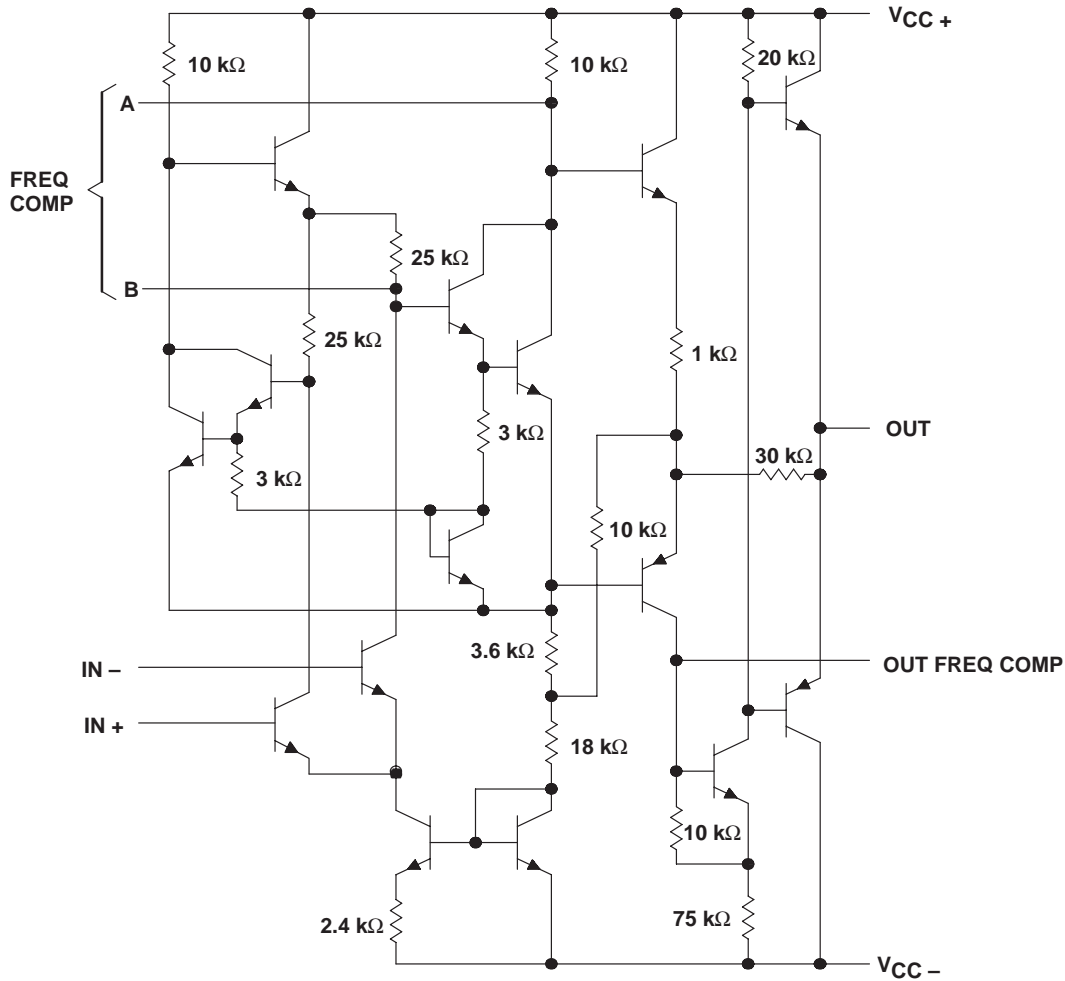 VCC +
10 kΩ
10 kΩ
20 kΩ
A
FREQ
COMP
25 kΩ
B
25 kΩ
1 kΩ
OUT
3 kΩ
30 kΩ
3 kΩ
10 kΩ
3.6 kΩ
IN –
OUT FREQ COMP
IN +
18 kΩ
10 kΩ
2.4 kΩ
75 kΩ
VCC –